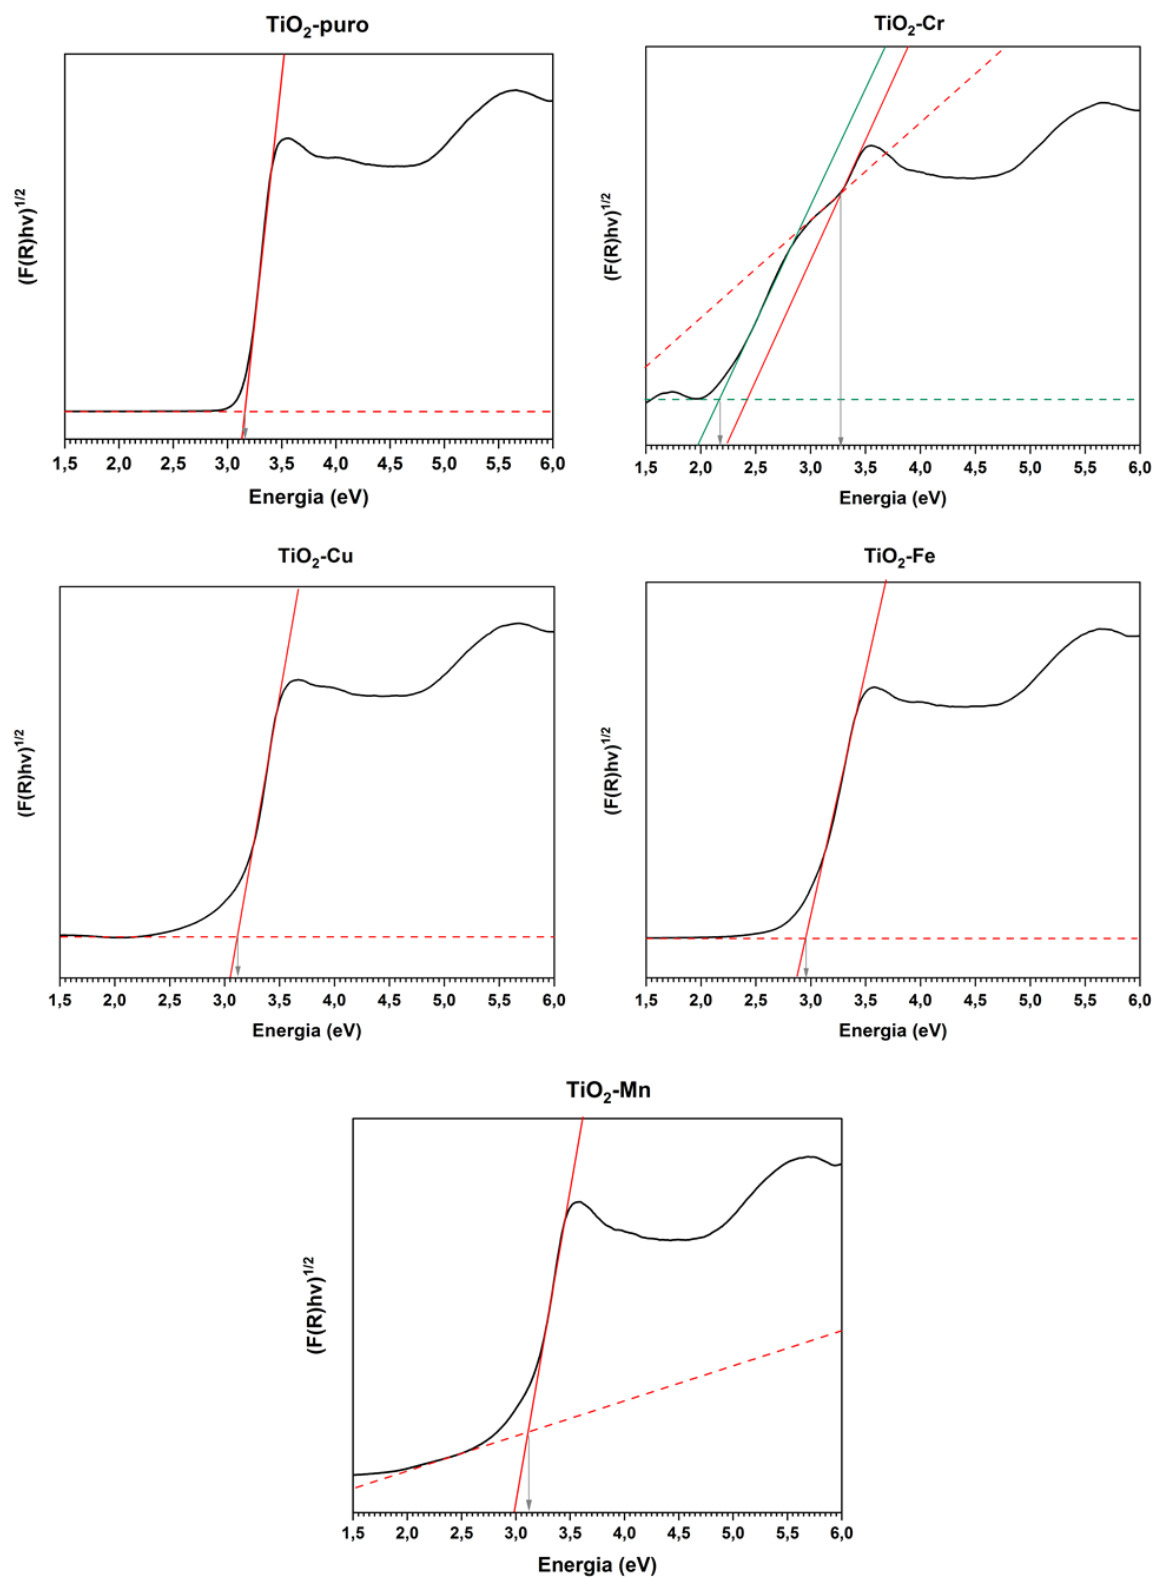 TiO₂-puro
(F(R)hv)^1/2
1,5 2,0 2,5 3,0 3,5 4,0 4,5 5,0 5,5 6,0
Energia (eV)
TiO₂-Cr
(F(R)hv)^1/2
1,5 2,0 2,5 3,0 3,5 4,0 4,5 5,0 5,5 6,0
Energia (eV)
TiO₂-Cu
(F(R)hv)^1/2
1,5 2,0 2,5 3,0 3,5 4,0 4,5 5,0 5,5 6,0
Energia (eV)
TiO₂-Fe
(F(R)hv)^1/2
1,5 2,0 2,5 3,0 3,5 4,0 4,5 5,0 5,5 6,0
Energia (eV)
TiO₂-Mn
(F(R)hv)^1/2
1,5 2,0 2,5 3,0 3,5 4,0 4,5 5,0 5,5 6,0
Energia (eV)